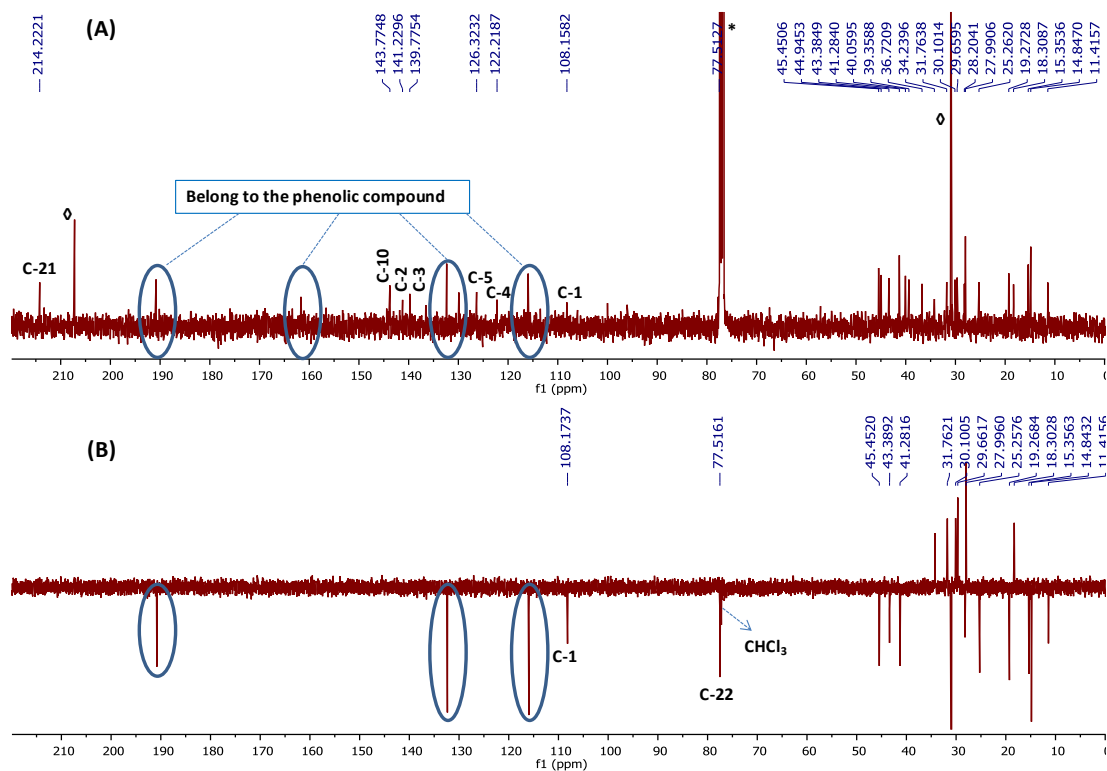 (A)
214.2221
143.7748
141.2296
139.7754
126.3232
122.2187
108.1582
77.5127
*
45.4506
44.9453
43.3849
41.2840
40.0595
39.3588
36.7209
34.2396
31.7638
30.1014
29.6595
28.2041
27.9906
25.2620
19.2728
18.3087
15.3536
14.8470
11.4157
◊
Belong to the phenolic compound
◊
C-21
C-10
C-2
C-3
C-5
C-4
C-1
210 200 190 180 170 160 150 140 130 120 110 100 90 80 70 60 50 40 30 20 10 0
f1 (ppm)
(B)
108.1737
77.5161
45.4520
43.3892
41.2816
31.7621
30.1005
29.6617
27.9960
25.2576
19.2684
18.3028
15.3563
14.8432
11.4156
C-1
CHCl₃
C-22
210 200 190 180 170 160 150 140 130 120 110 100 90 80 70 60 50 40 30 20 10 0
f1 (ppm)